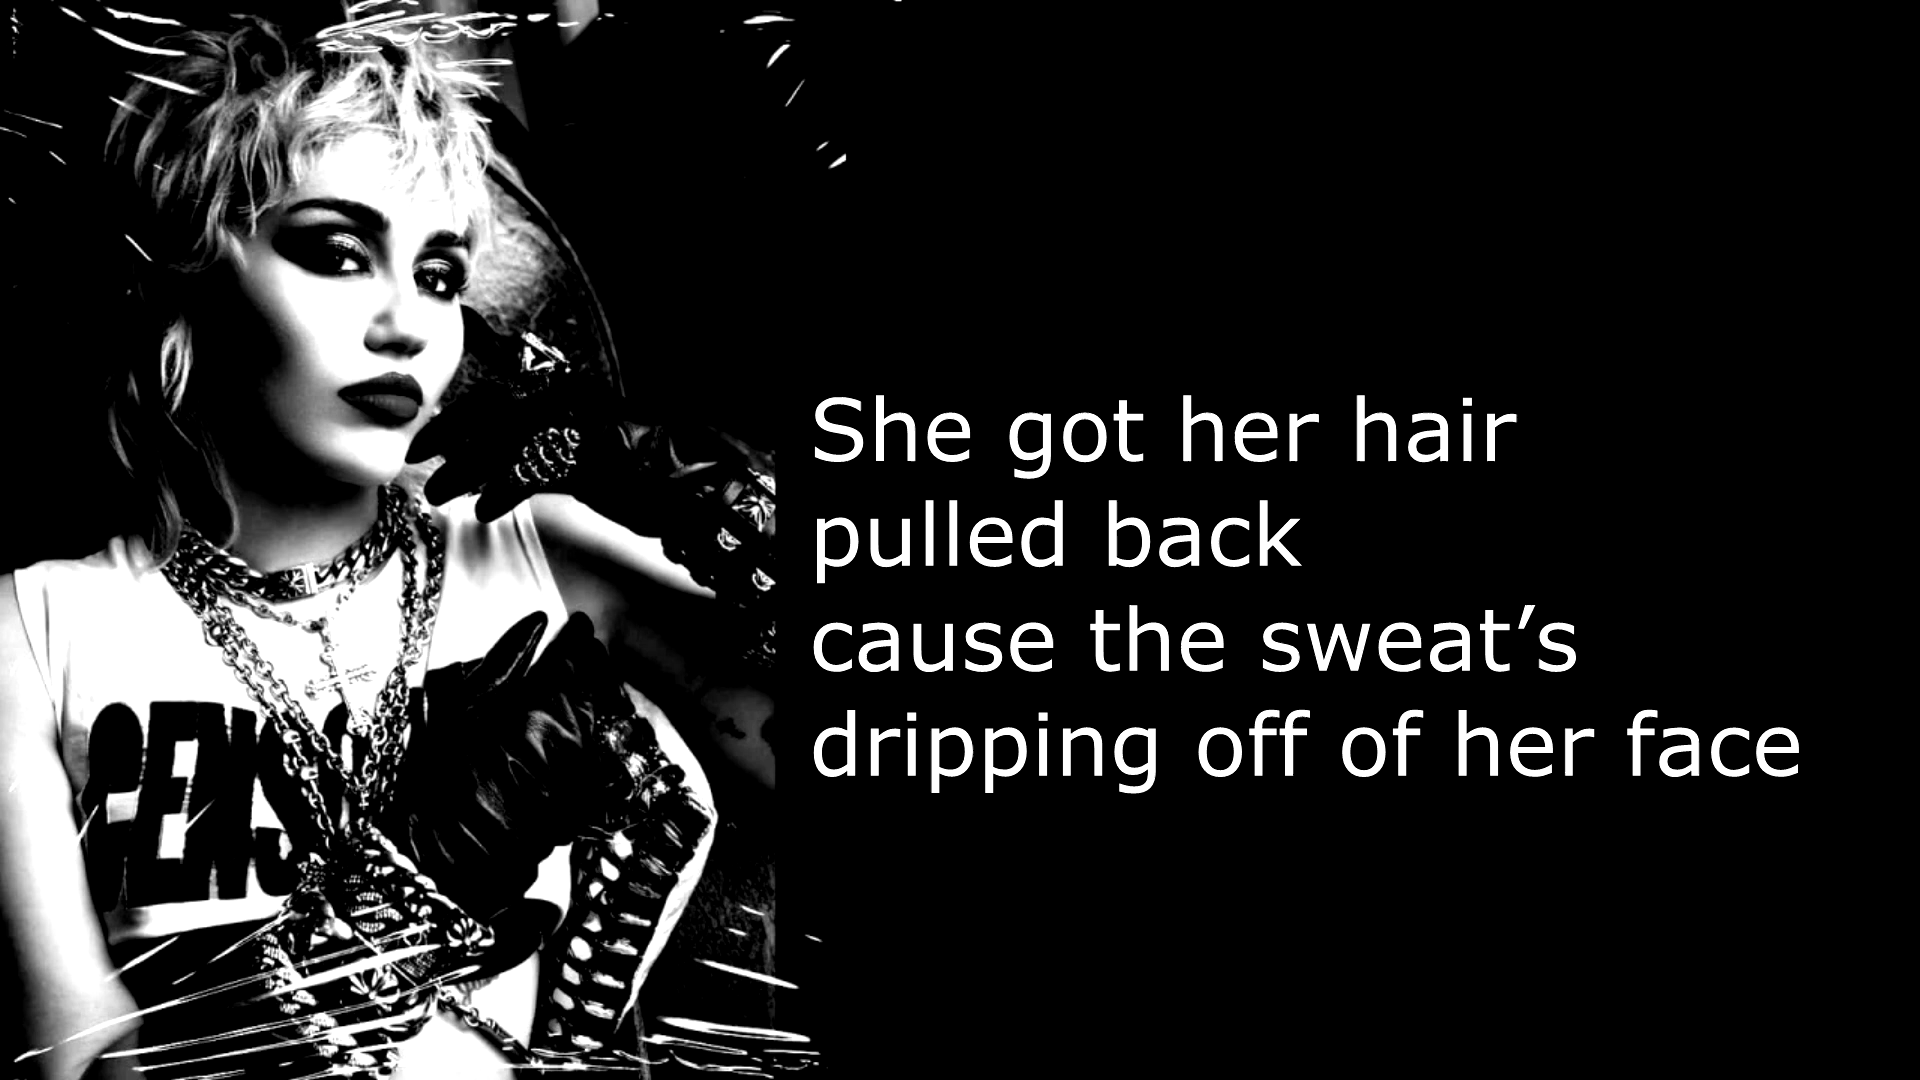 She got her hair
pulled back
cause the sweat’s
dripping off of her face